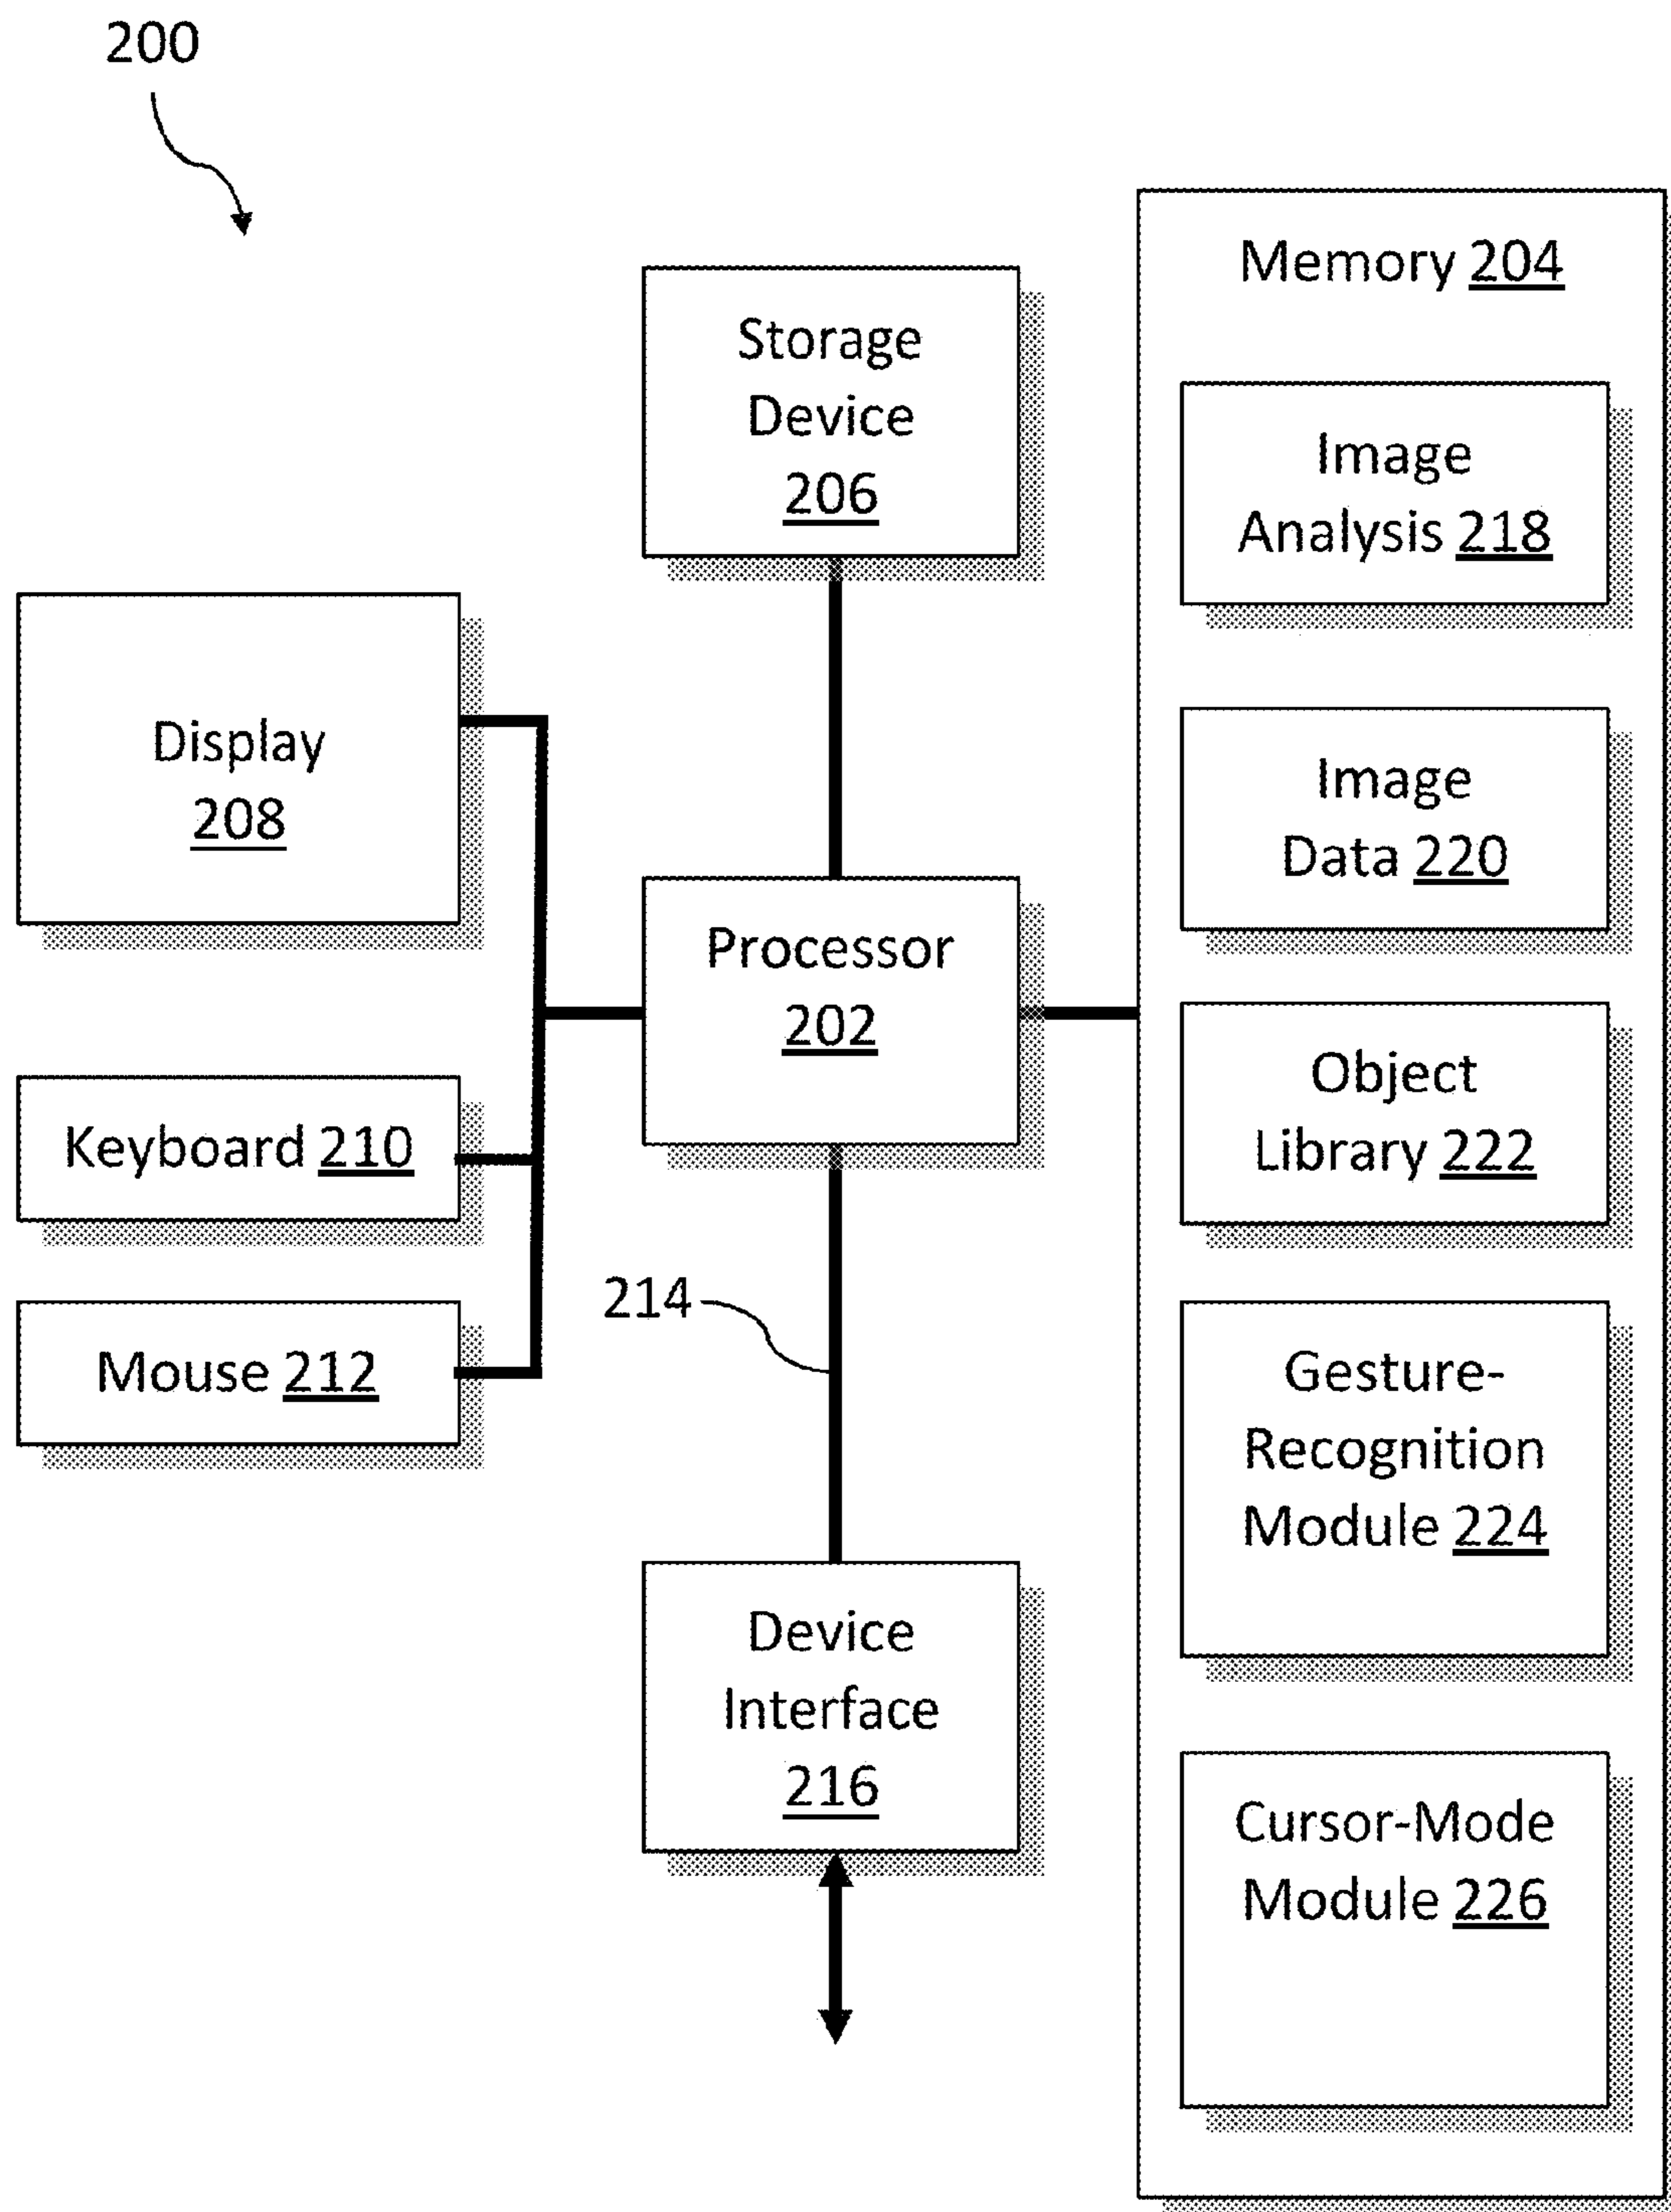 200
Storage
Device
206
Display
208
Keyboard 210
Mouse 212
Processor
202
214
Device
Interface
216
Memory 204
Image
Analysis 218
Image
Data 220
Object
Library 222
Gesture-
Recognition
Module 224
Cursor-Mode
Module 226